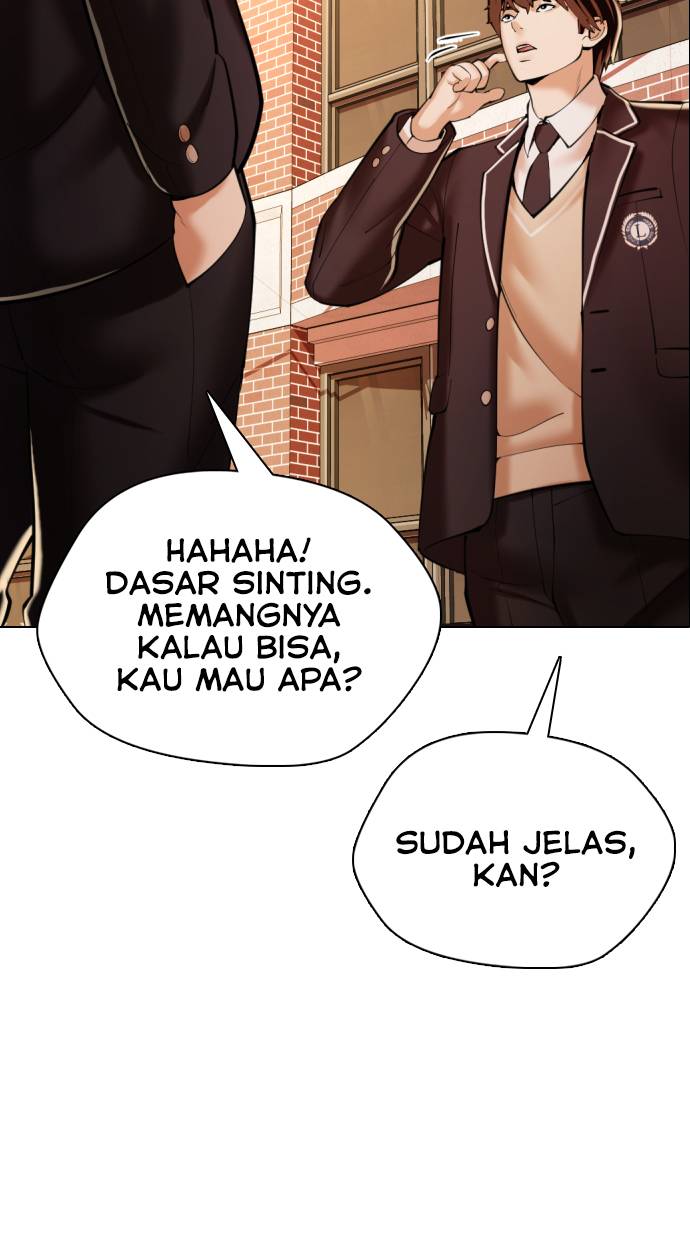 L
HAHAHA!
DASAR SINTING.
MEMANGNYA
KALAU BISA,
KAU MAU APA?
SUDAH JELAS,
KAN?